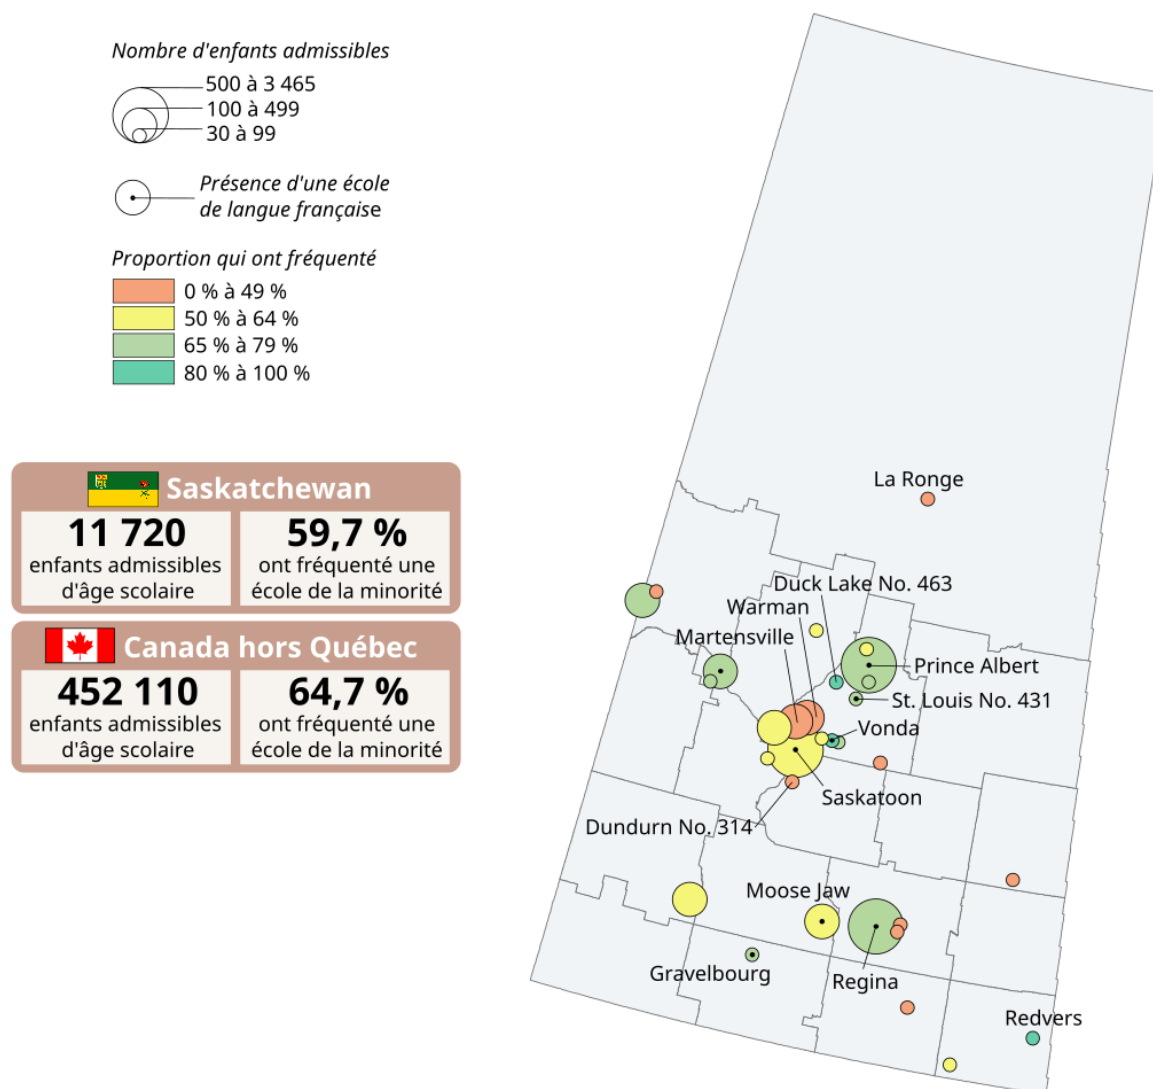 Nombre d'enfants admissibles
500 à 3 465
100 à 499
30 à 99
Présence d'une école
de langue française
Proportion qui ont fréquenté
0 % à 49 %
50 % à 64 %
65 % à 79 %
80 % à 100 %
Saskatchewan
11 720
enfants admissibles
d'âge scolaire
59,7 %
ont fréquenté une
école de la minorité
Canada hors Québec
452 110
enfants admissibles
d'âge scolaire
64,7 %
ont fréquenté une
école de la minorité
La Ronge
Duck Lake No. 463
Warman
Martensville
Prince Albert
St. Louis No. 431
Vonda
Saskatoon
Dundurn No. 314
Moose Jaw
Gravelbourg
Regina
Redvers